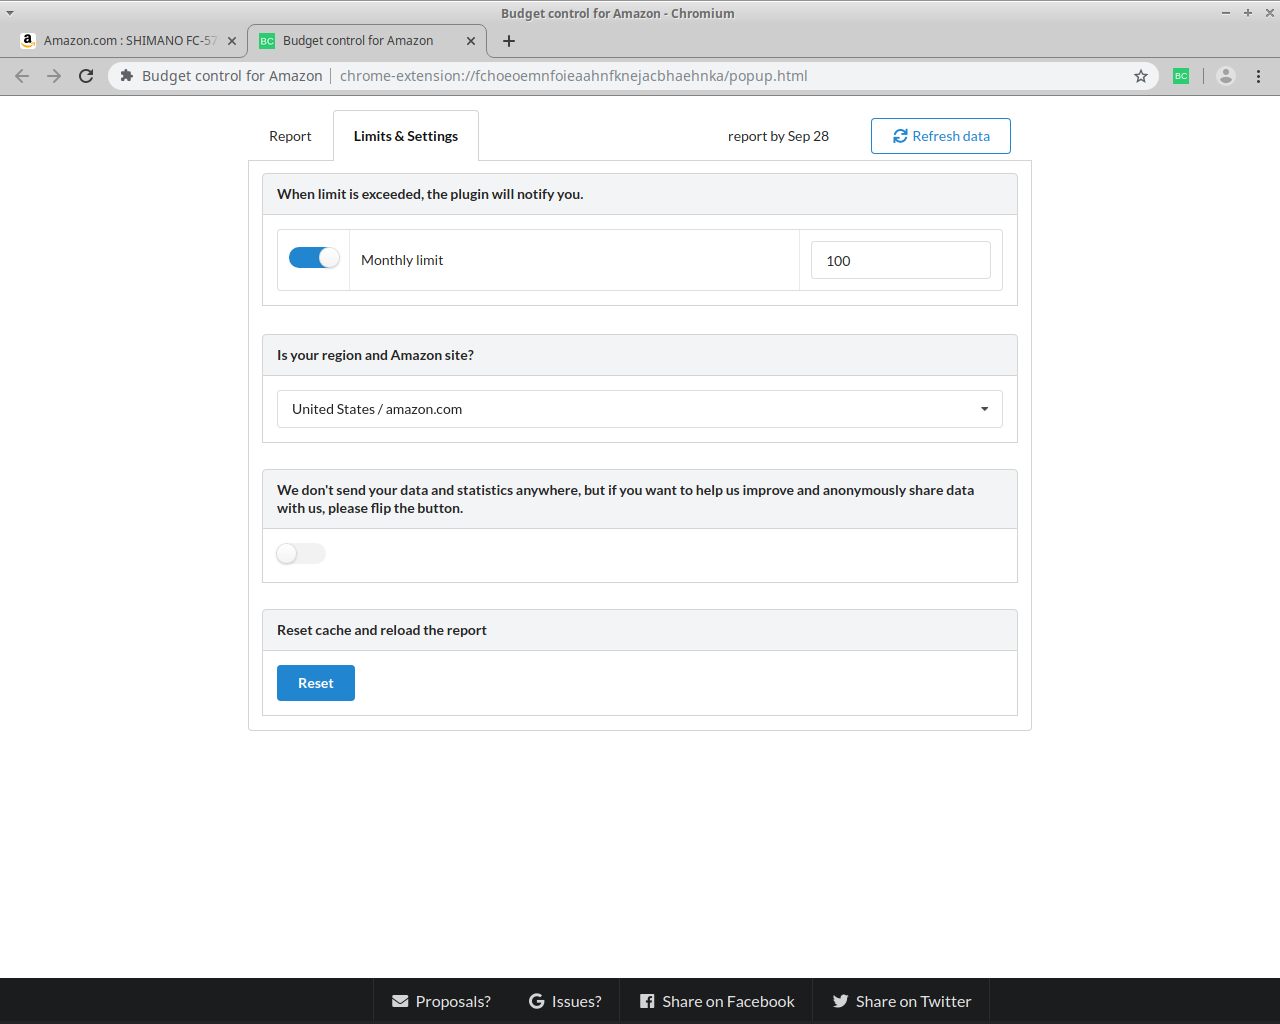 Budget control for Amazon - Chromium
Amazon.com : SHIMANO FC-57
BC Budget control for Amazon
Budget control for Amazon | chrome-extension://fchoeoemnfoieaahnfknejacbhaehnka/popup.html
BC
Report
Limits & Settings
report by Sep 28
Refresh data
When limit is exceeded, the plugin will notify you.
Monthly limit
100
Is your region and Amazon site?
United States / amazon.com
We don't send your data and statistics anywhere, but if you want to help us improve and anonymously share data
with us, please flip the button.
Reset cache and reload the report
Reset
Proposals?
Issues?
Share on Facebook
Share on Twitter